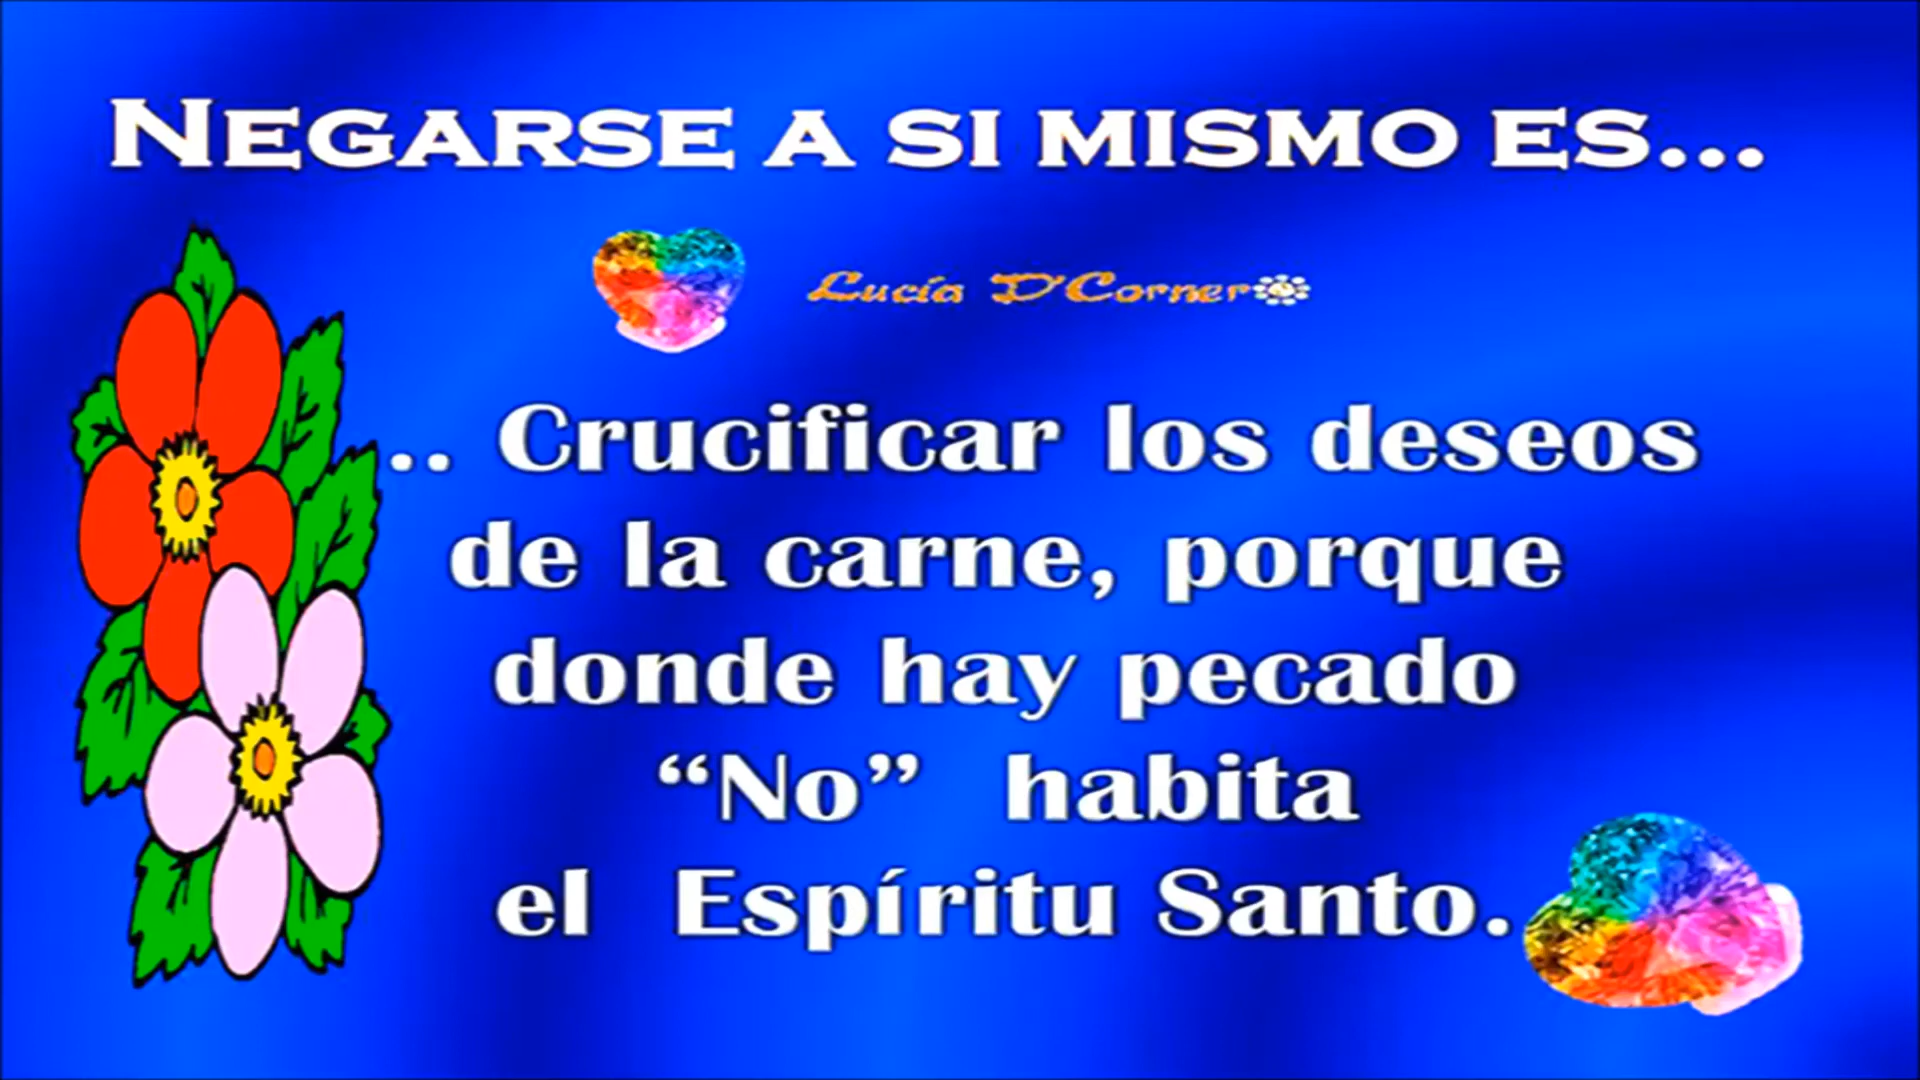 NEGARSE A SI MISMO ES...
Lucía D'Corner
.. Crucificar los deseos
de la carne, porque
donde hay pecado
“No” habita
el Espíritu Santo.